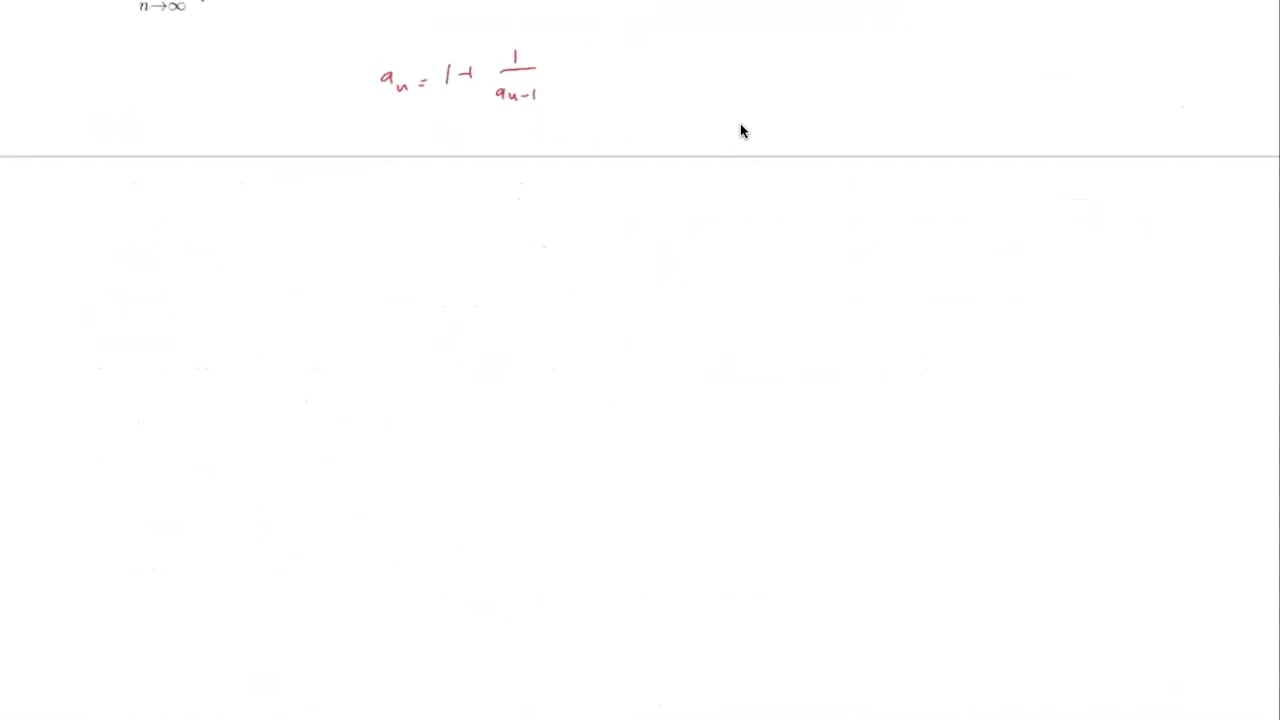 n→∞
aₙ = 1 + 1/aₙ₋₁